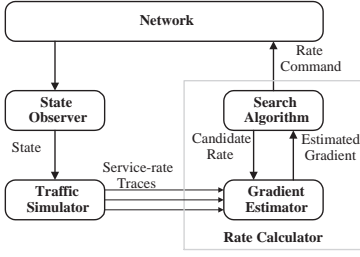 Network
Rate
Command
State
Observer
Search
Algorithm
State
Candidate
Rate
Estimated
Gradient
Service-rate
Traces
Traffic
Simulator
Gradient
Estimator
Rate Calculator